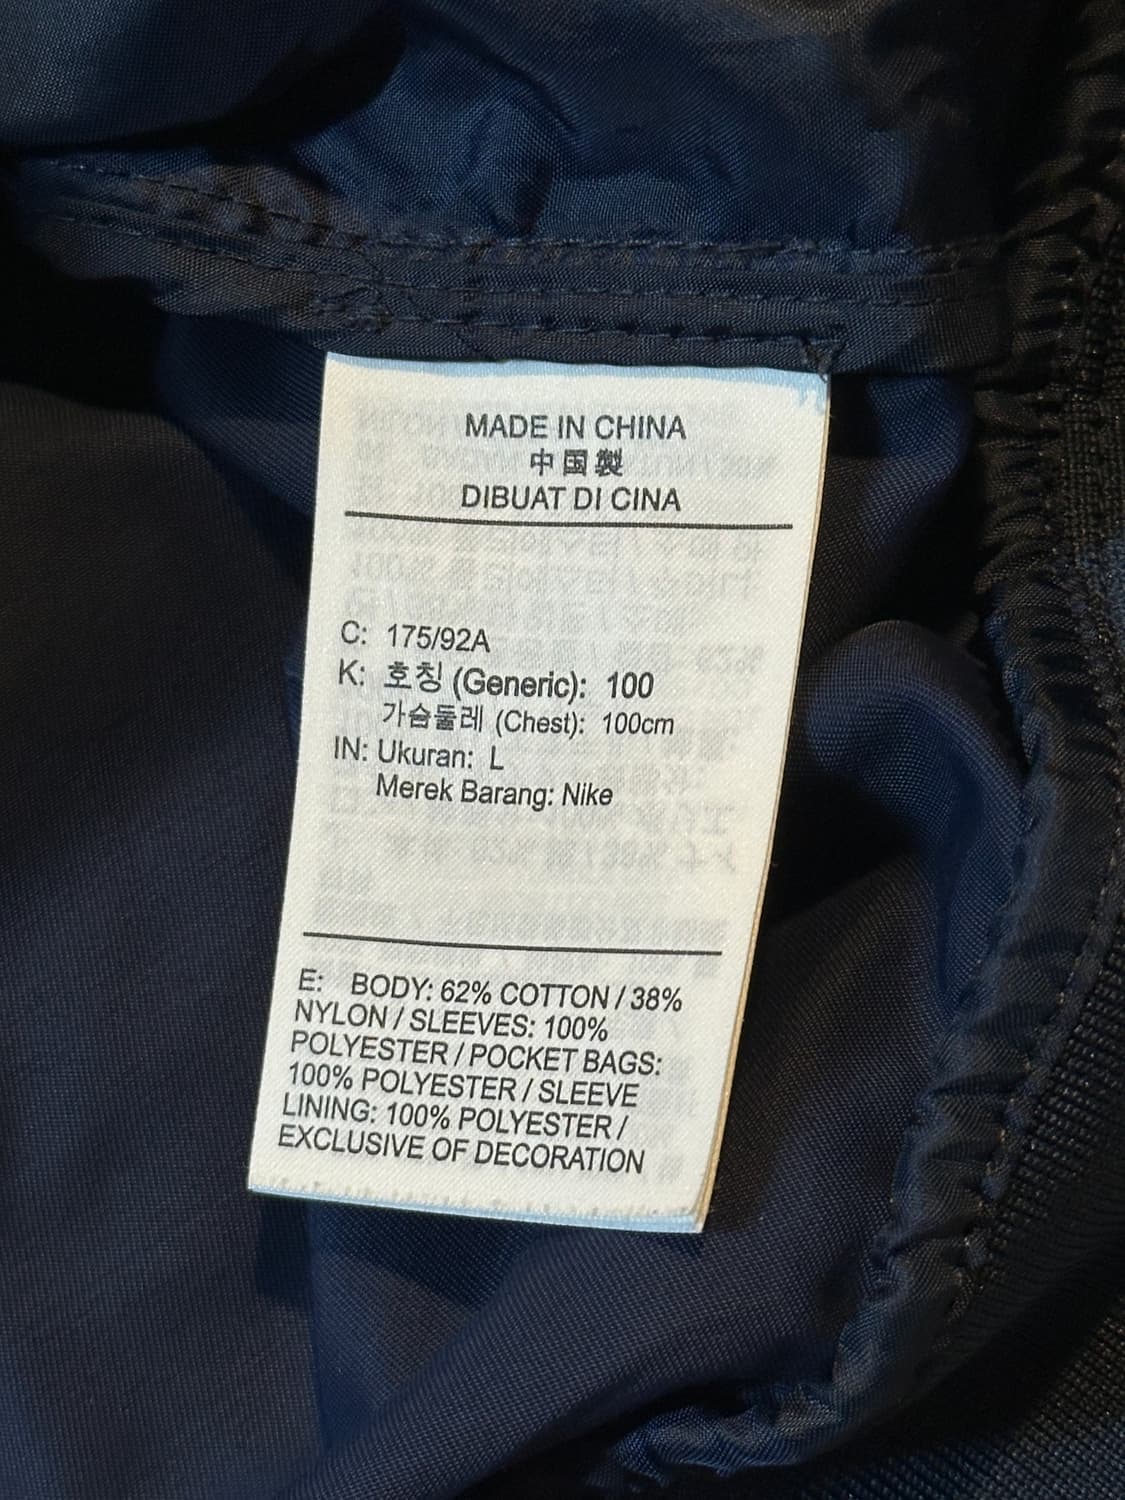 MADE IN CHINA
中国製
DIBUAT DI CINA
C: 175/92A
K: 호칭 (Generic): 100
가슴둘레 (Chest): 100cm
IN: Ukuran: L
Merek Barang: Nike
E: BODY: 62% COTTON / 38%
NYLON / SLEEVES: 100%
POLYESTER / POCKET BAGS:
100% POLYESTER / SLEEVE
LINING: 100% POLYESTER /
EXCLUSIVE OF DECORATION